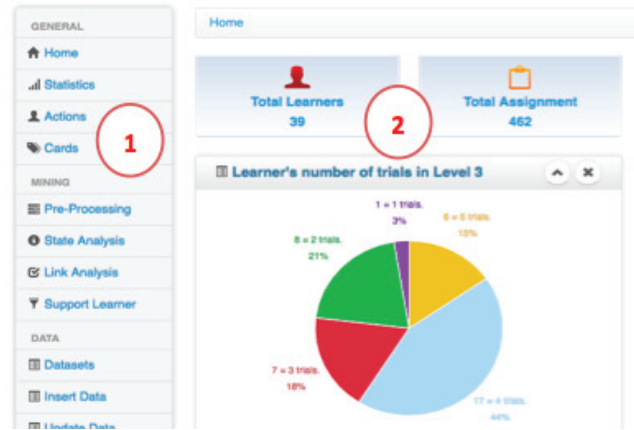 GENERAL
Home
Statistics
Actions
Cards
1
MINING
Pre-Processing
State Analysis
Link Analysis
Support Learner
DATA
Datasets
Insert Data
Update Data
Home
Total Learners
39
2
Total Assignment
462
Learner's number of trials in Level 3
1 = 1 trials.
3%
6 = 5 trials.
15%
8 = 2 trials.
21%
7 = 3 trials.
18%
17 = 4 trials.
44%